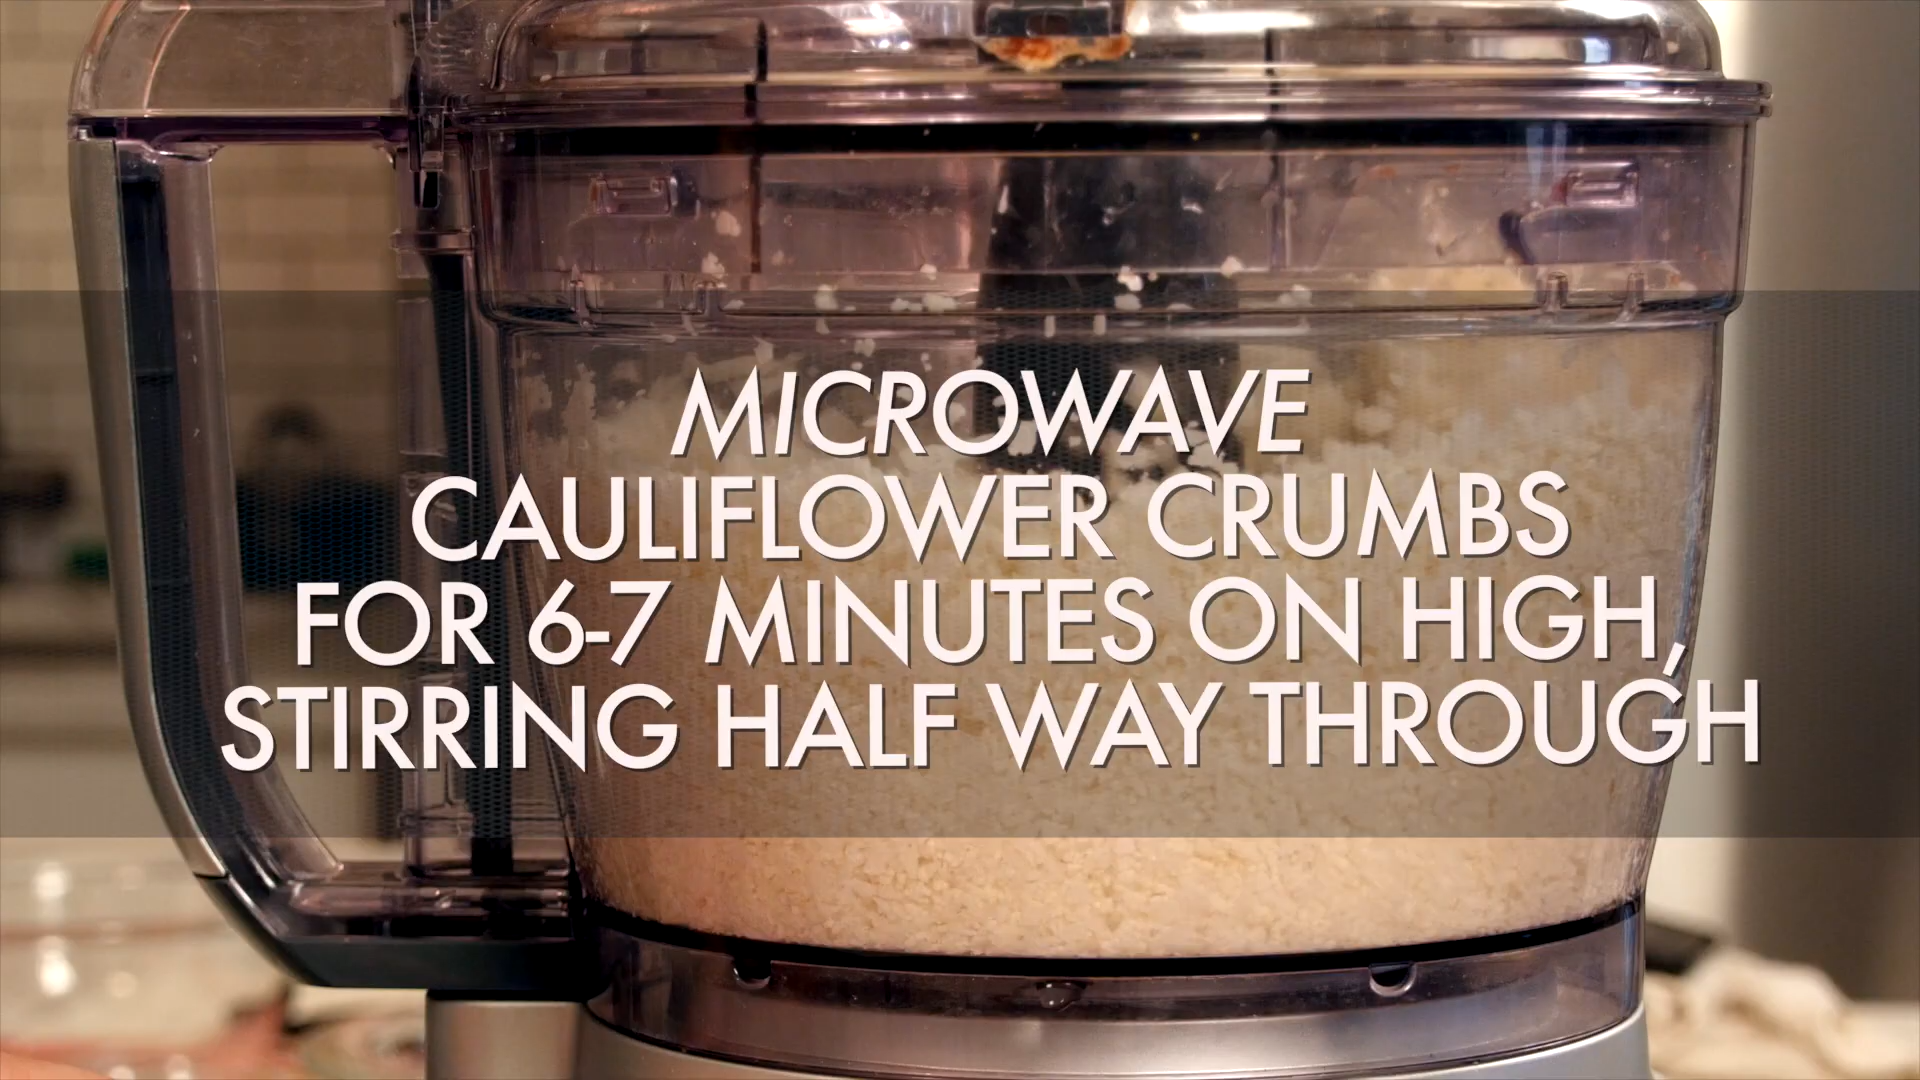 MICROWAVE
CAULIFLOWER CRUMBS
FOR 6-7 MINUTES ON HIGH,
STIRRING HALF WAY THROUGH